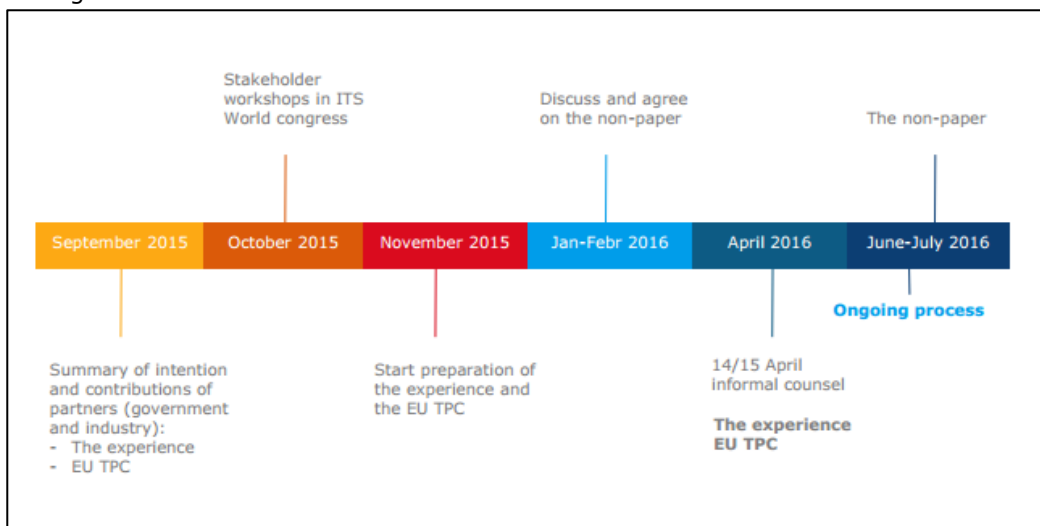 Stakeholder
workshops in ITS
World congress
Discuss and agree
on the non-paper
The non-paper
September 2015
October 2015
November 2015
Jan-Febr 2016
April 2016
June-July 2016
Ongoing process
Summary of intention
and contributions of
partners (government
and industry):
- The experience
- EU TPC
Start preparation of
the experience and
the EU TPC
14/15 April
informal counsel
The experience
EU TPC